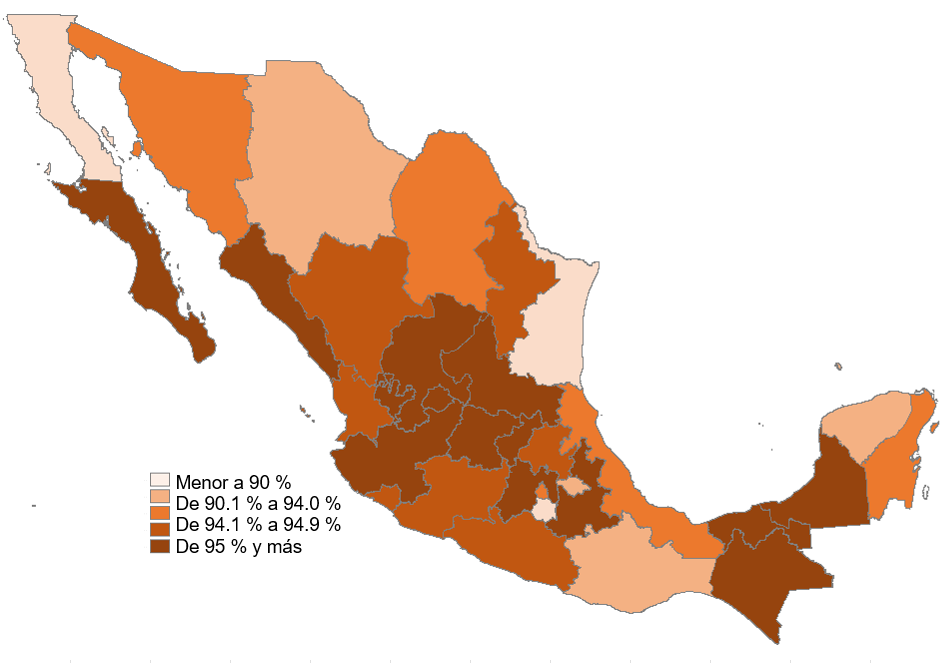 Menor a 90 %
De 90.1 % a 94.0 %
De 94.1 % a 94.9 %
De 95 % y más